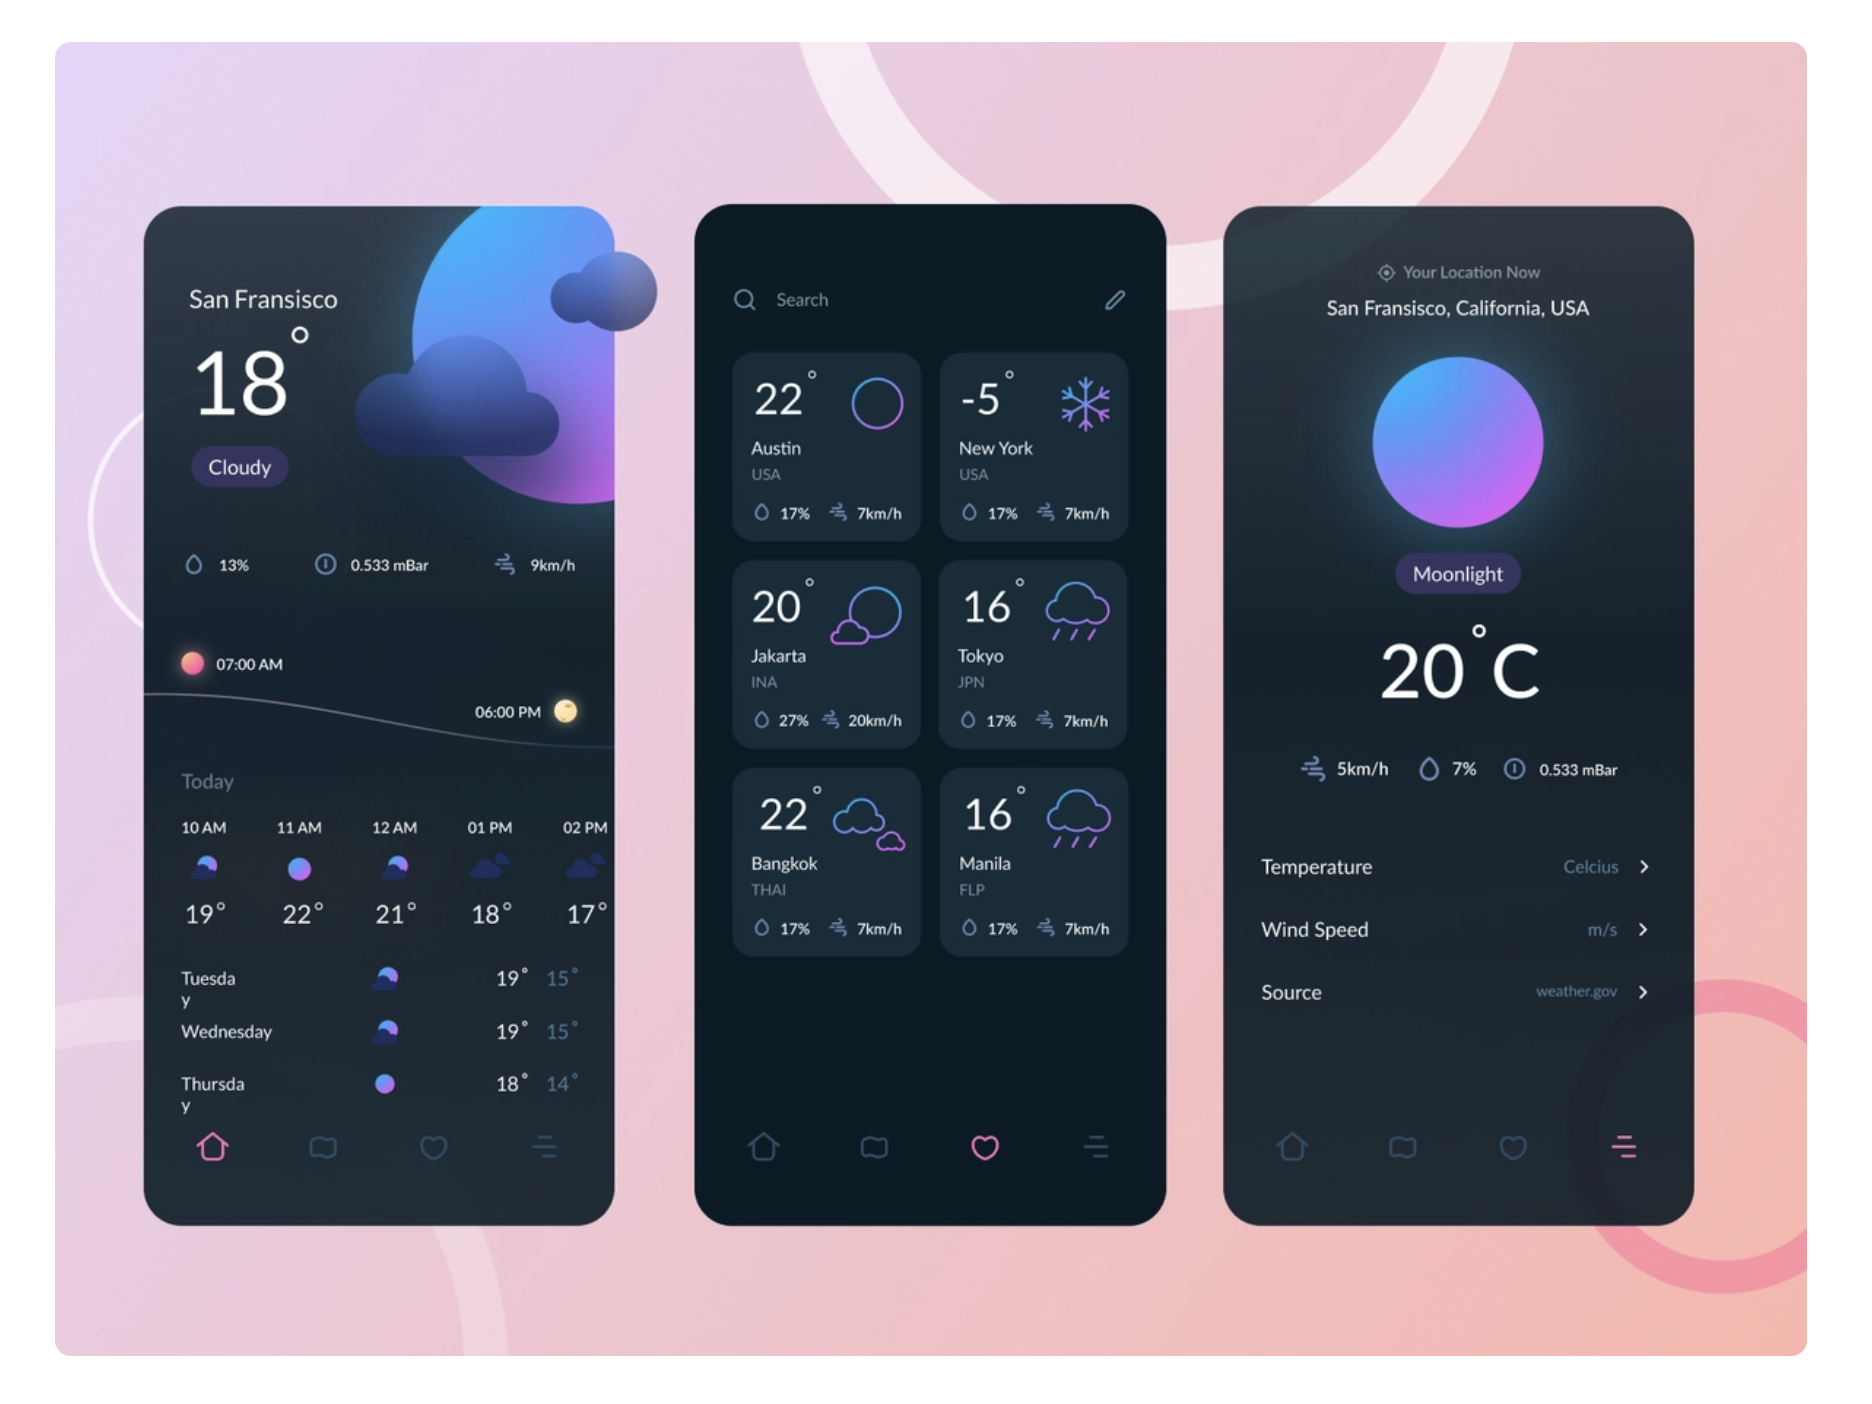 San Fransisco
18°
Cloudy
13% 0.533 mBar 9km/h
07:00 AM
06:00 PM
Today
10 AM 11 AM 12 AM 01 PM 02 PM
19° 22° 21° 18° 17°
Tuesda
y
19° 15°
Wednesday 19° 15°
Thursda
y
18° 14°
Search
22°
Austin
USA
17% 7km/h
-5°
New York
USA
17% 7km/h
20°
Jakarta
INA
27% 20km/h
16°
Tokyo
JPN
17% 7km/h
22°
Bangkok
THAI
17% 7km/h
16°
Manila
FLP
17% 7km/h
Your Location Now
San Fransisco, California, USA
Moonlight
20°C
5km/h 7% 0.533 mBar
Temperature Celcius
Wind Speed m/s
Source weather.gov